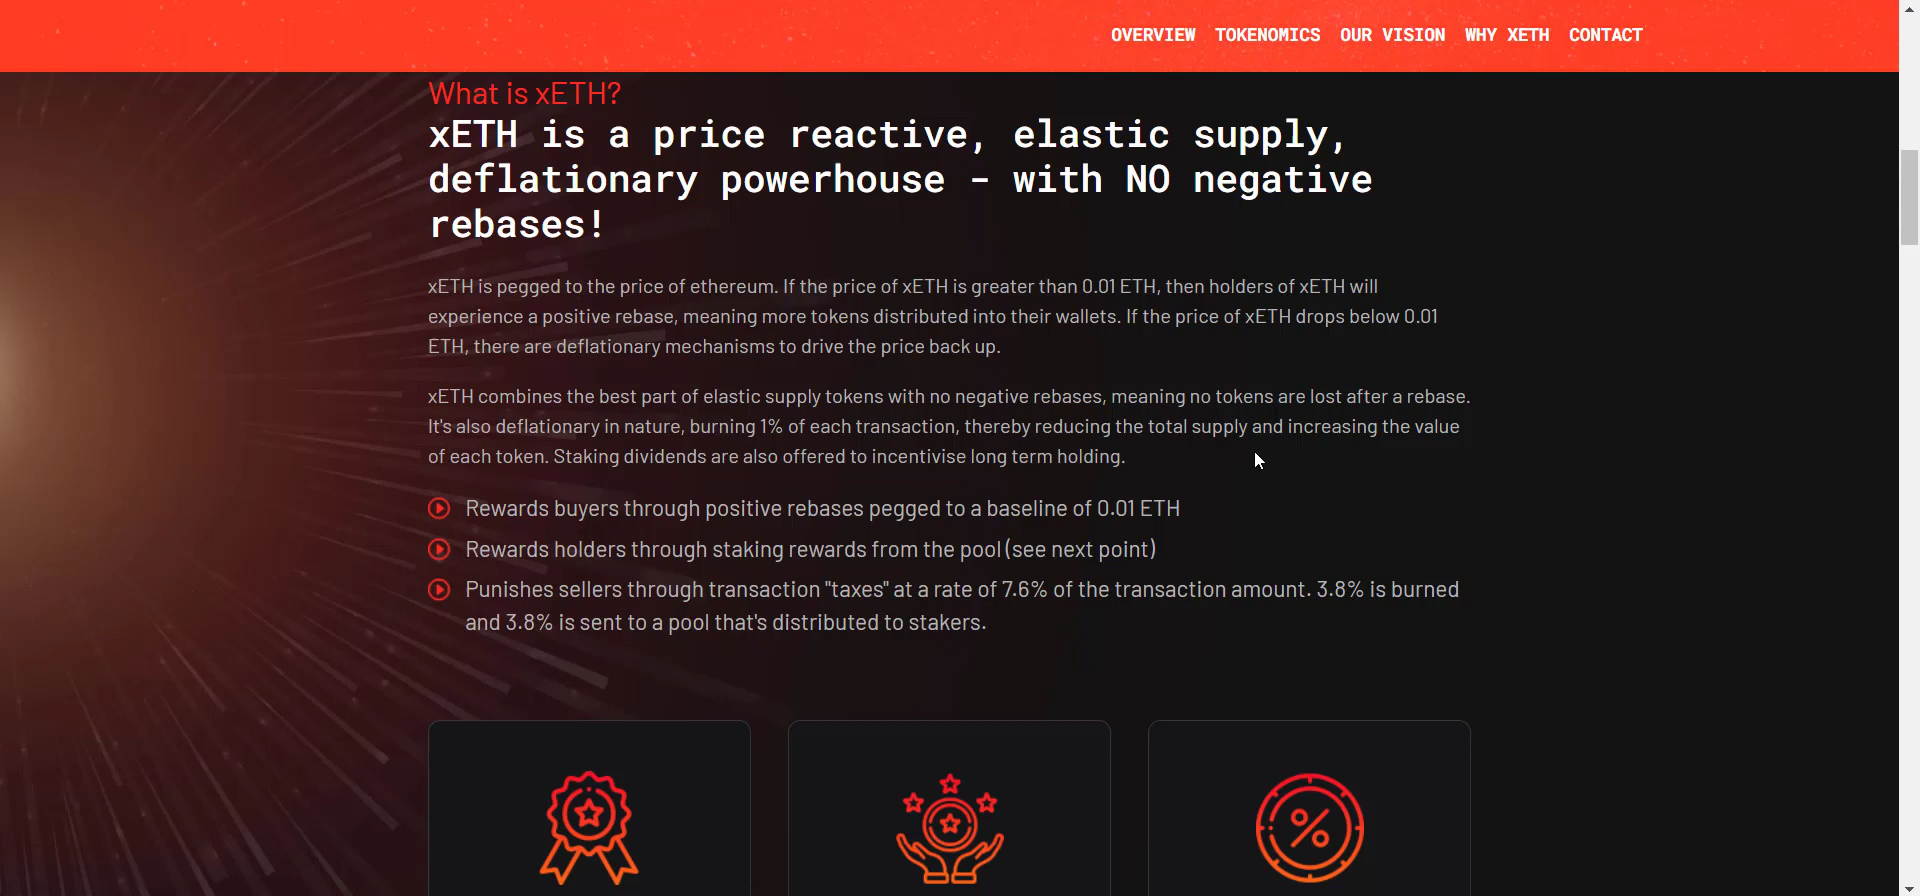 OVERVIEW TOKENOMICS OUR VISION WHY XETH CONTACT
What is xETH?
xETH is a price reactive, elastic supply,
deflationary powerhouse - with NO negative
rebases!
xETH is pegged to the price of ethereum. If the price of xETH is greater than 0.01 ETH, then holders of xETH will
experience a positive rebase, meaning more tokens distributed into their wallets. If the price of xETH drops below 0.01
ETH, there are deflationary mechanisms to drive the price back up.
xETH combines the best part of elastic supply tokens with no negative rebases, meaning no tokens are lost after a rebase.
It's also deflationary in nature, burning 1% of each transaction, thereby reducing the total supply and increasing the value
of each token. Staking dividends are also offered to incentivise long term holding.
Rewards buyers through positive rebases pegged to a baseline of 0.01 ETH
Rewards holders through staking rewards from the pool (see next point)
Punishes sellers through transaction "taxes" at a rate of 7.6% of the transaction amount. 3.8% is burned
and 3.8% is sent to a pool that's distributed to stakers.